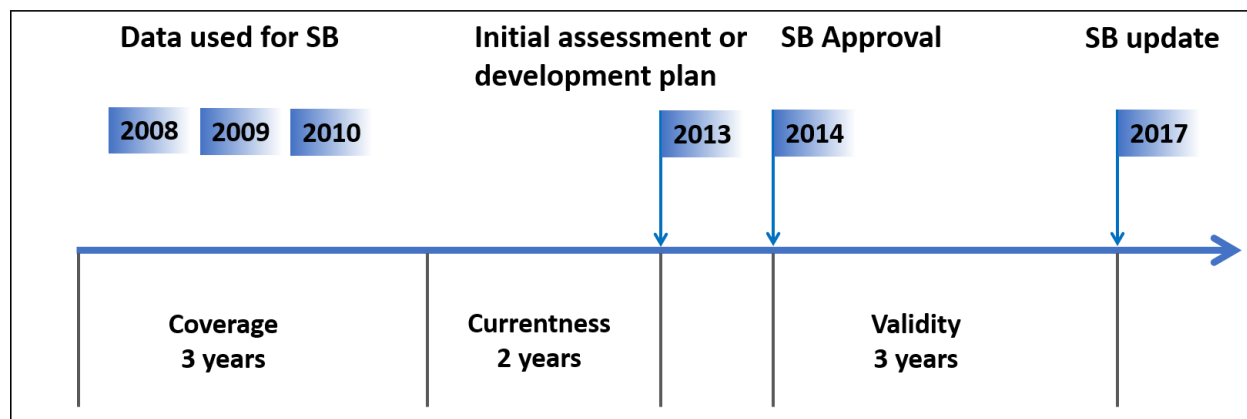 Data used for SB
Initial assessment or
development plan
SB Approval
SB update
2008
2009
2010
2013
2014
2017
Coverage
3 years
Currentness
2 years
Validity
3 years